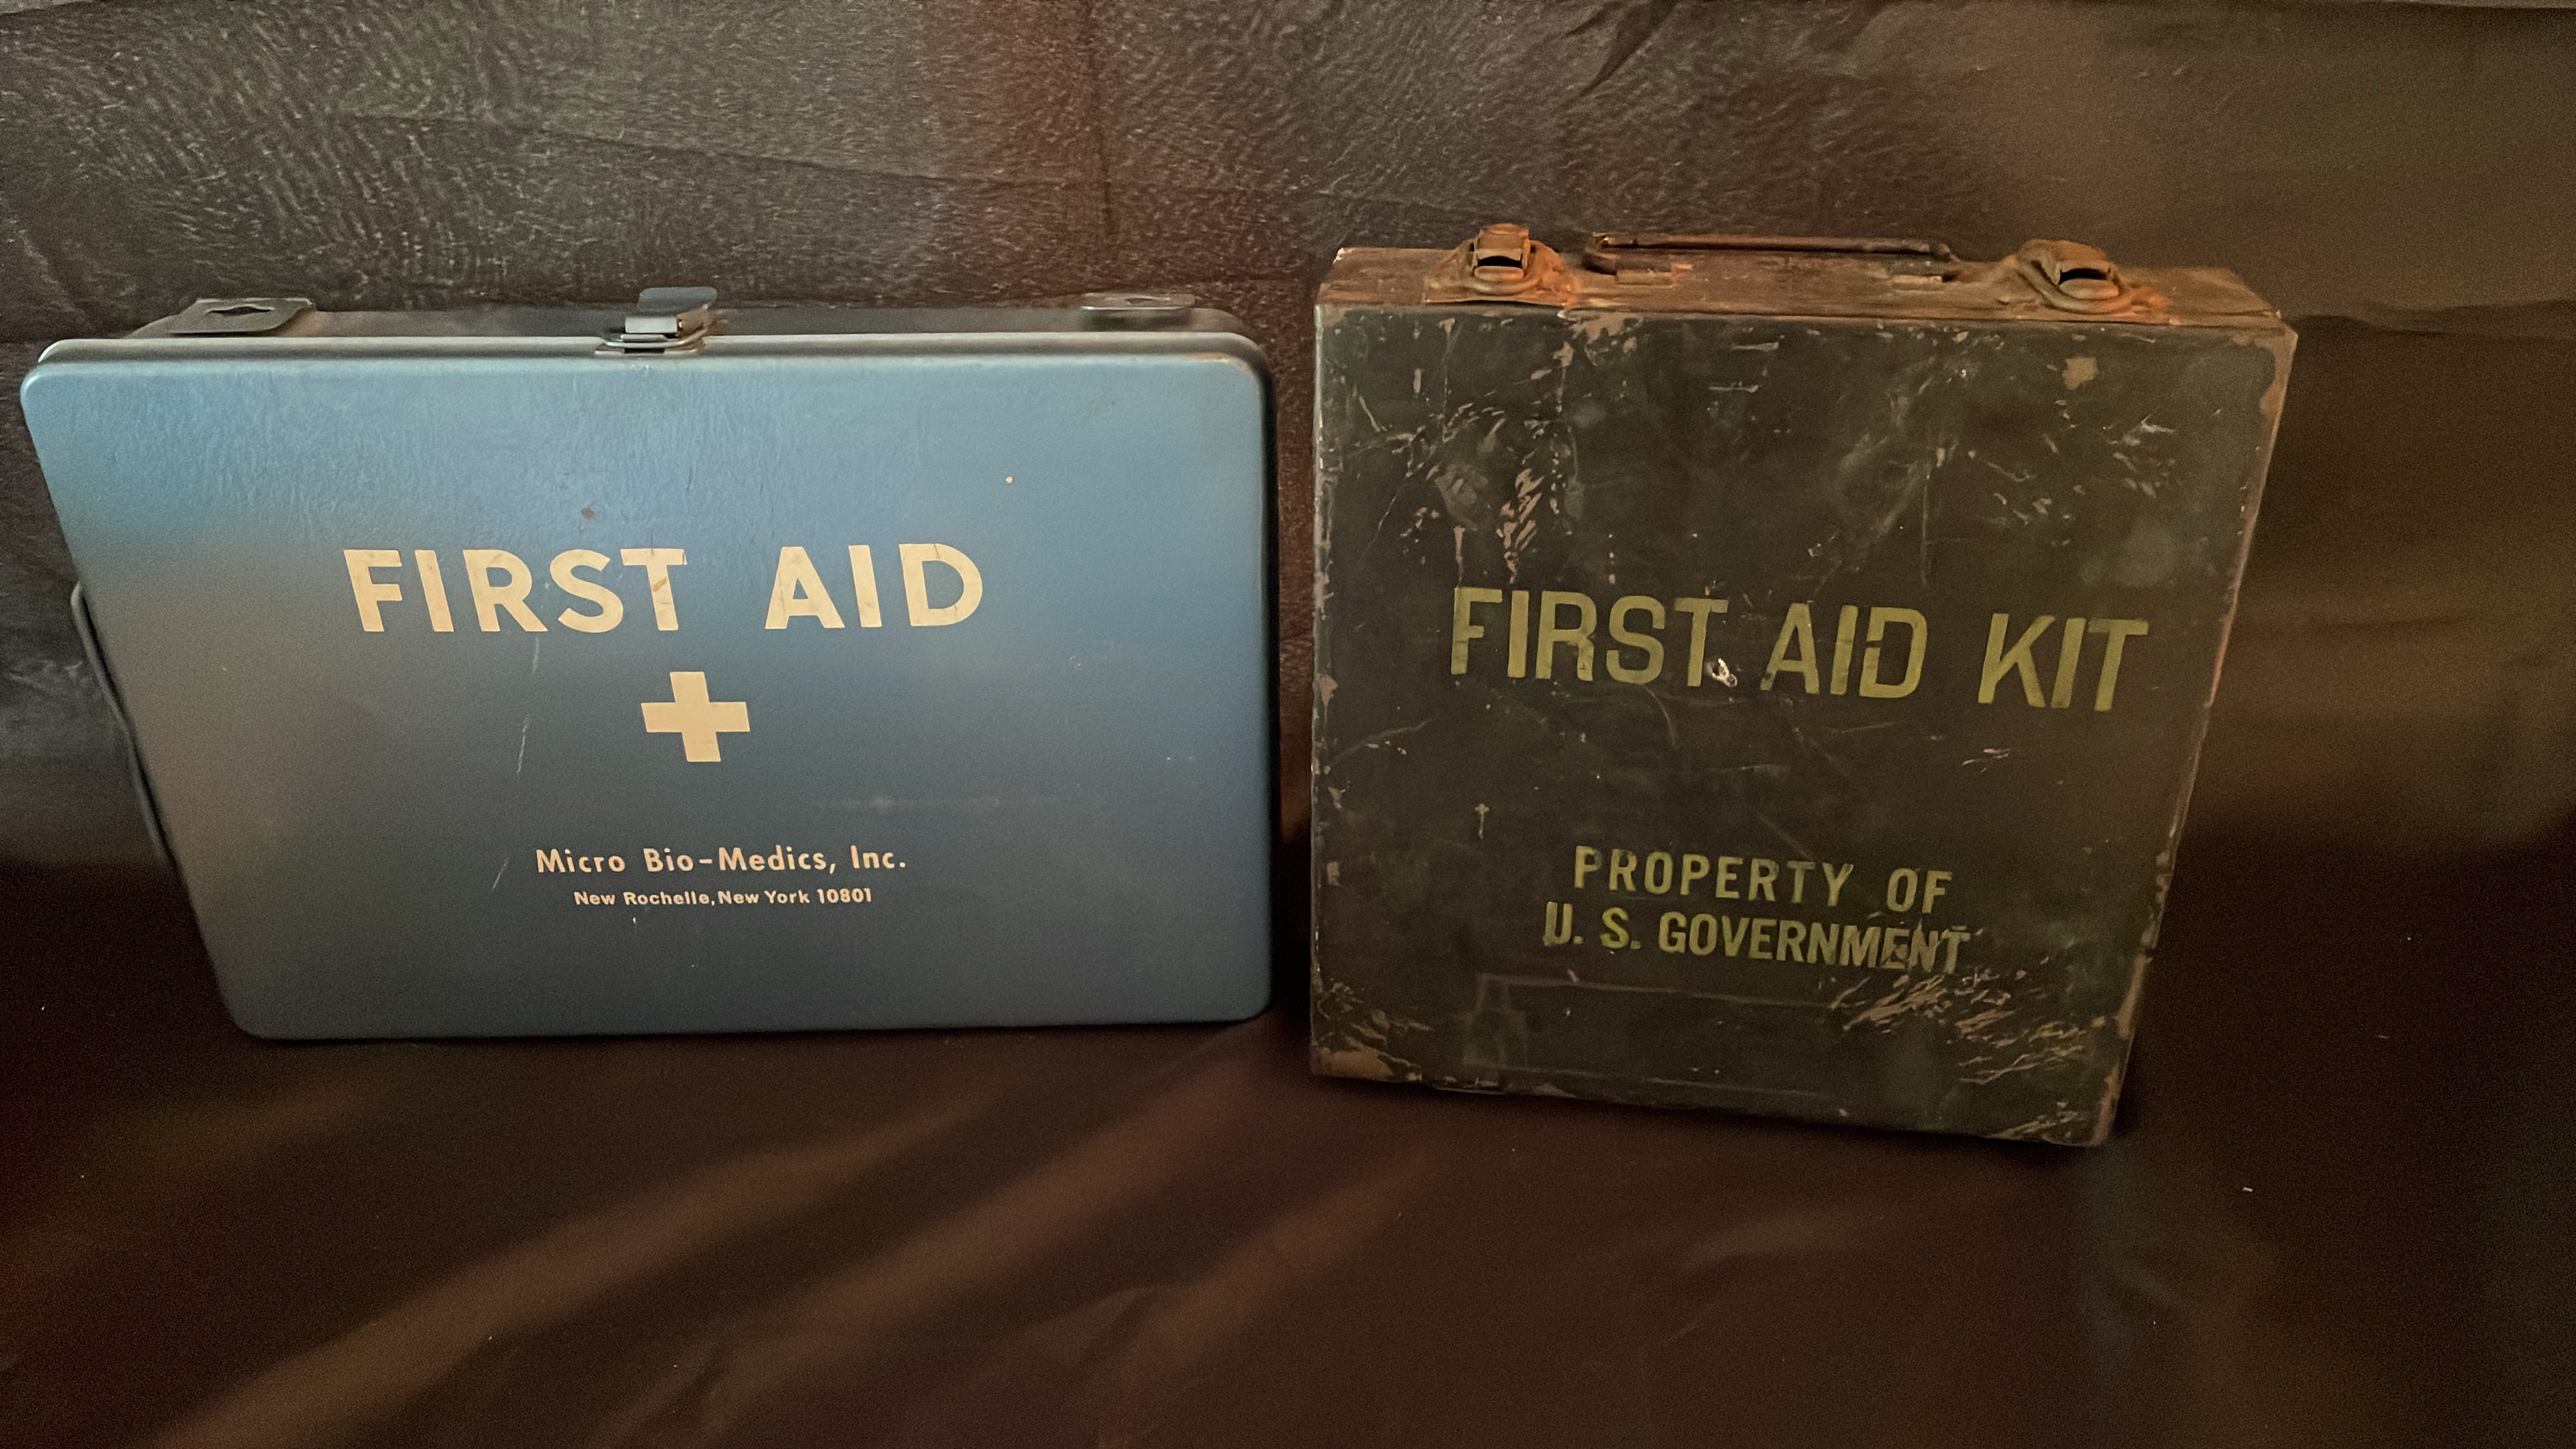 FIRST AID
Micro Bio-Medics, Inc.
New Rochelle, New York 10801
FIRST AID KIT
PROPERTY OF
U. S. GOVERNMENT